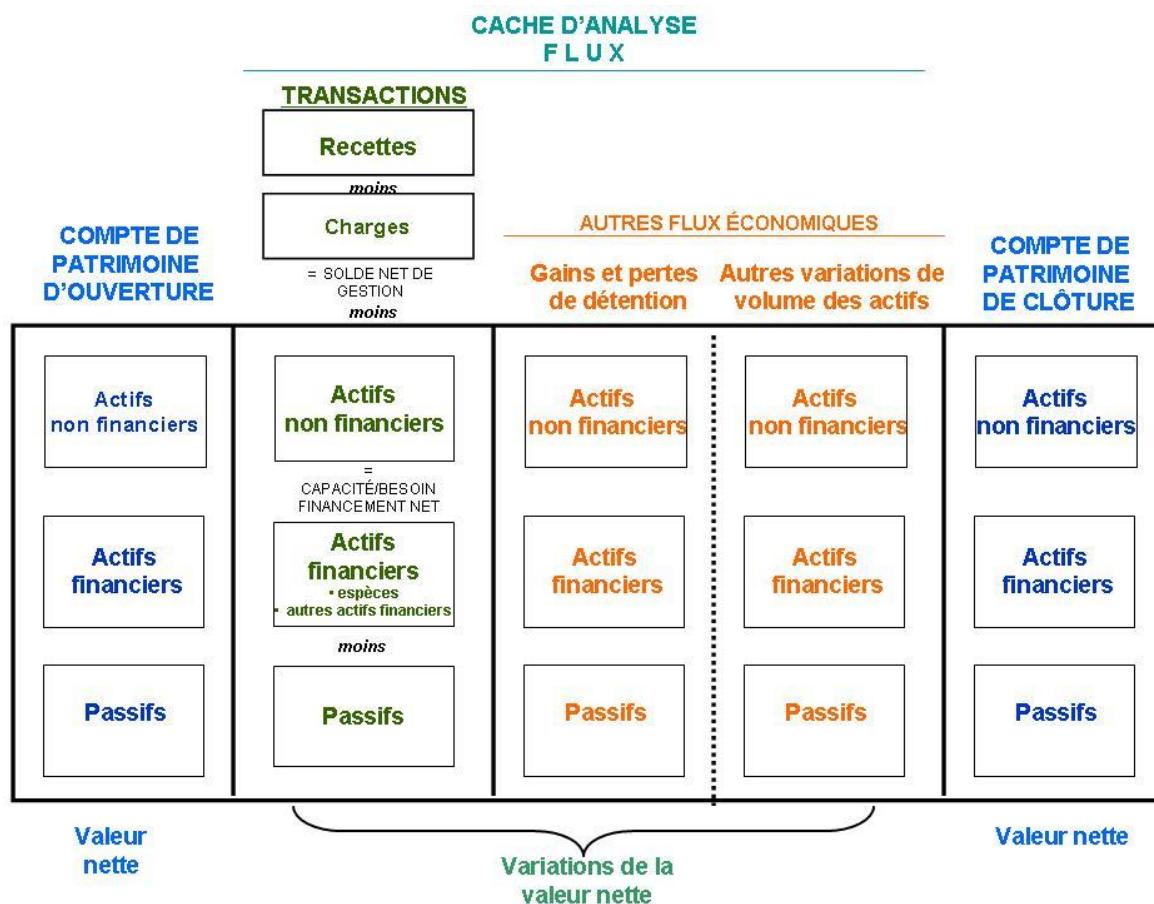 CACHE D'ANALYSE
F L U X
TRANSACTIONS
Recettes
moins
Charges
= SOLDE NET DE
GESTION
moins
AUTRES FLUX ÉCONOMIQUES
COMPTE DE
PATRIMOINE
D'OUVERTURE
Gains et pertes
de détention
Autres variations de
volume des actifs
COMPTE DE
PATRIMOINE
DE CLÔTURE
Actifs
non financiers
Actifs
non financiers
Actifs
non financiers
Actifs
non financiers
Actifs
non financiers
=
CAPACITÉ/BESOIN
FINANCEMENT NET
Actifs
financiers
Actifs
financiers
• espèces
• autres actifs financiers
Actifs
financiers
Actifs
financiers
Actifs
financiers
moins
Passifs
Passifs
Passifs
Passifs
Passifs
Valeur
nette
Variations de la
valeur nette
Valeur nette